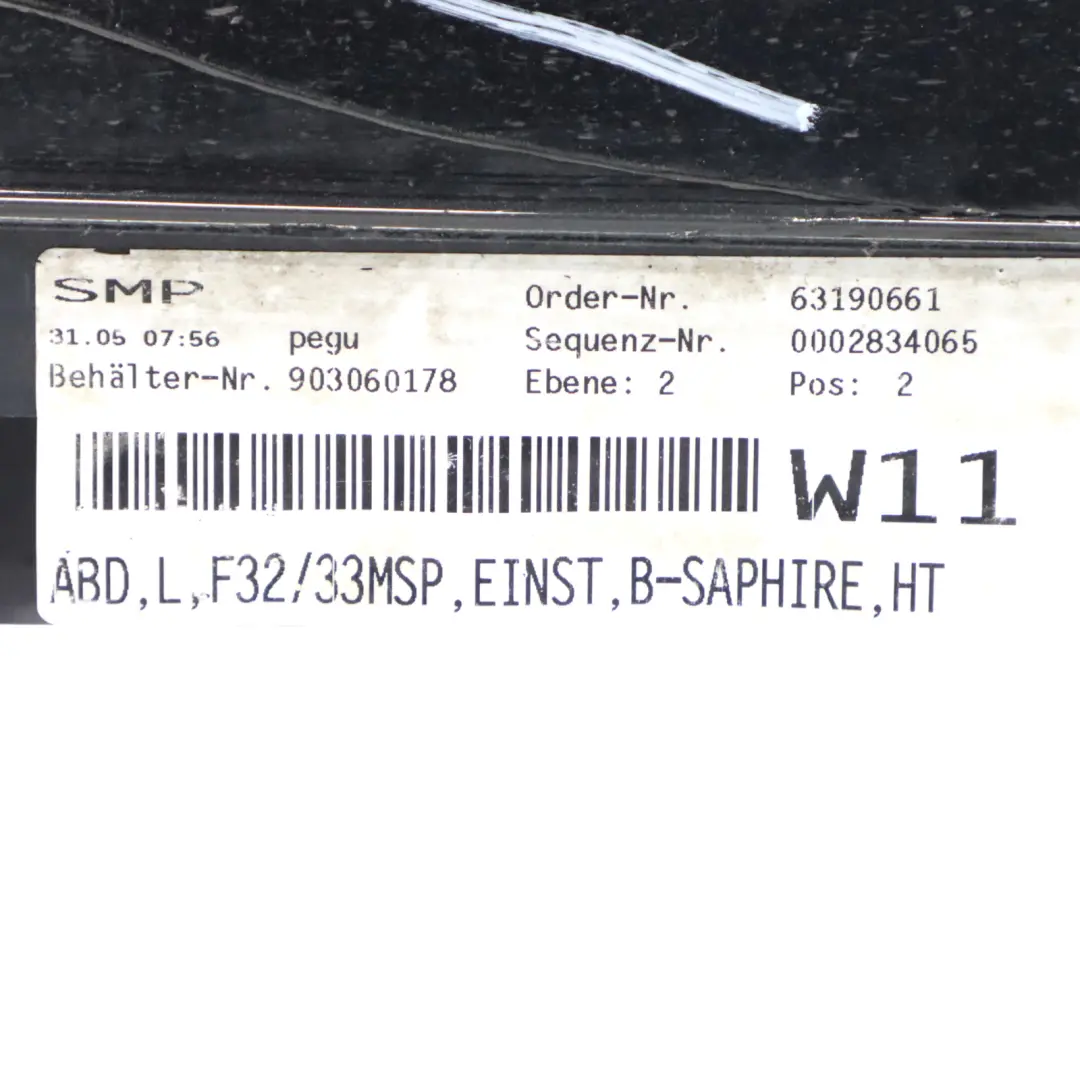 SMP Order-Nr. 63190661
31.05 07:56 pegu Sequenz-Nr. 0002834065
Behälter-Nr. 903060178 Ebene: 2 Pos: 2
W11
ABD,L,F32/33MSP,EINST,B-SAPHIRE,HT